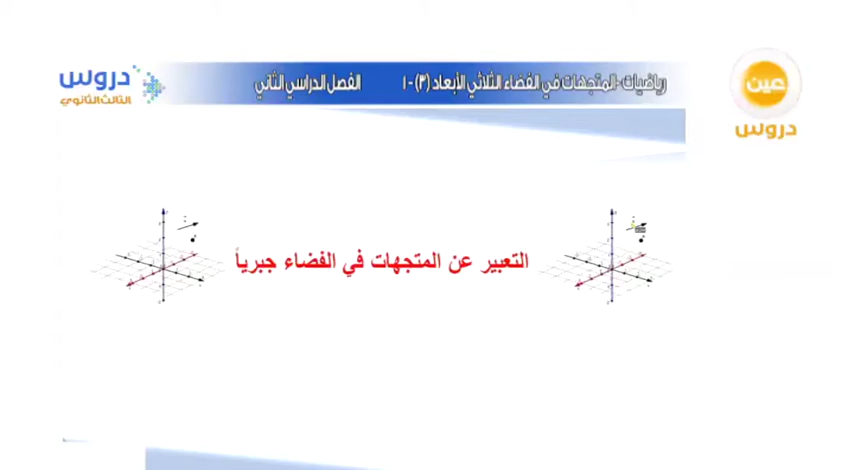 رياضيات - المتجهات في الفضاء الثلاثي الأبعاد (٣) - ١ الفصل الدراسي الثاني
دروس
الثالث الثانوي
عين
دروس
التعبير عن المتجهات في الفضاء جبرياً